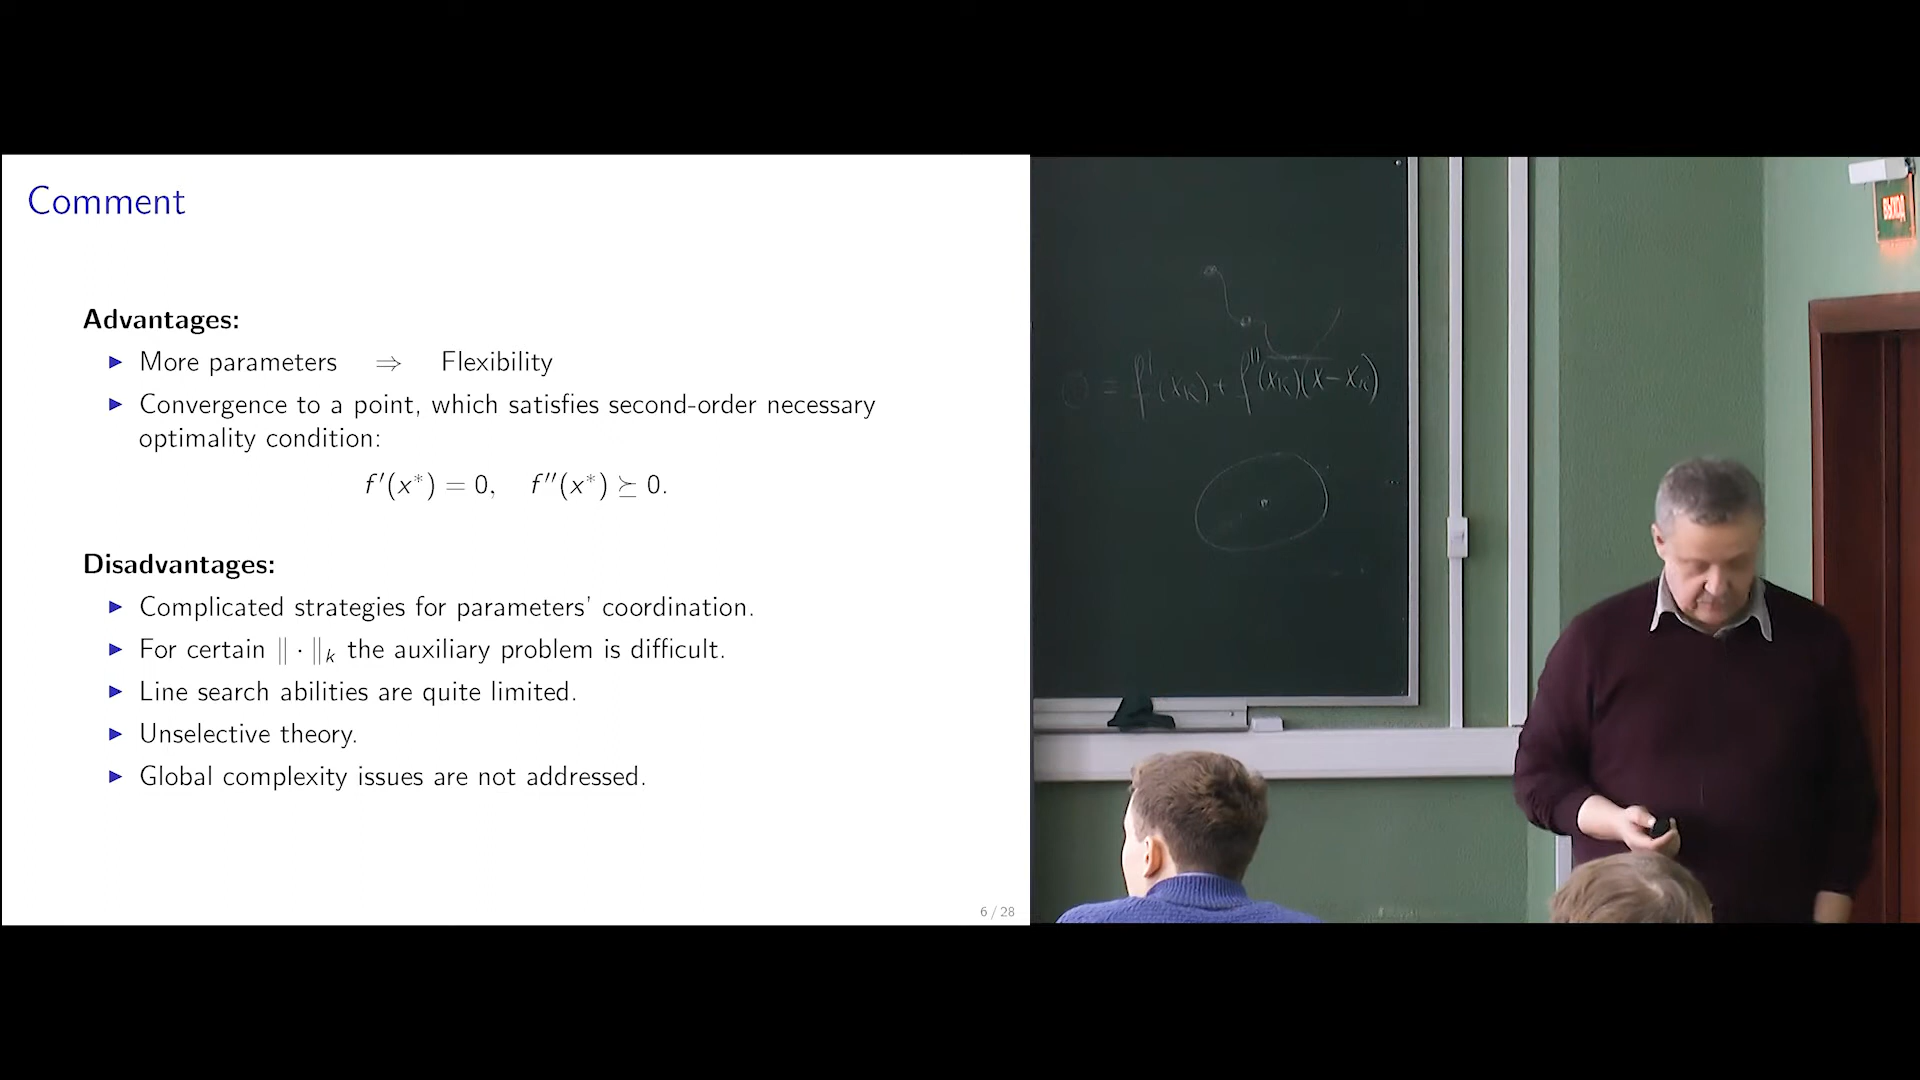 Comment
Advantages:
▶ More parameters ⇒ Flexibility
▶ Convergence to a point, which satisfies second-order necessary
optimality condition:
f′(x*) = 0, f″(x*) ⪰ 0.
Disadvantages:
▶ Complicated strategies for parameters' coordination.
▶ For certain ‖ · ‖ₖ the auxiliary problem is difficult.
▶ Line search abilities are quite limited.
▶ Unselective theory.
▶ Global complexity issues are not addressed.
6 / 28
= f'(xₖ) + f''(xₖ)(x − xₖ)
ВЫХОД